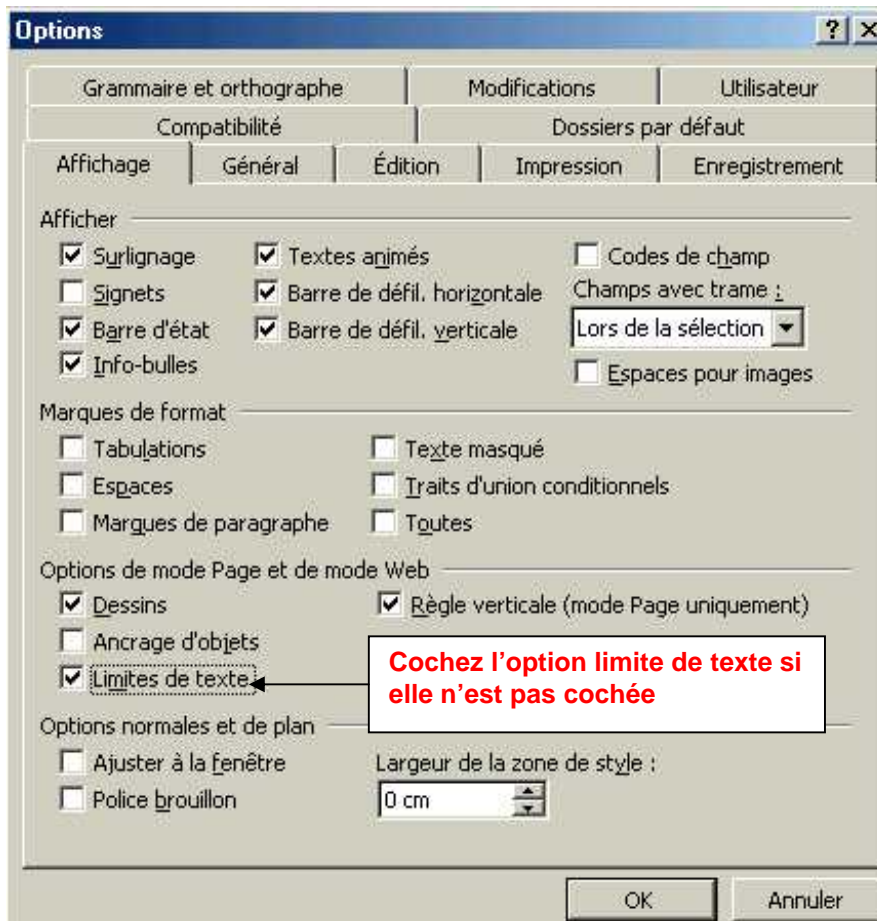 Options
Grammaire et orthographe Modifications Utilisateur
Compatibilité Dossiers par défaut
Affichage Général Édition Impression Enregistrement
Afficher
Surlignage Textes animés Codes de champ
Signets Barre de défil. horizontale Champs avec trame :
Barre d'état Barre de défil. verticale Lors de la sélection
Info-bulles Espaces pour images
Marques de format
Tabulations Texte masqué
Espaces Traits d'union conditionnels
Marques de paragraphe Toutes
Options de mode Page et de mode Web
Dessins Règle verticale (mode Page uniquement)
Ancrage d'objets
Limites de texte
Cochez l’option limite de texte si
elle n’est pas cochée
Options normales et de plan
Ajuster à la fenêtre Largeur de la zone de style :
Police brouillon 0 cm
OK Annuler